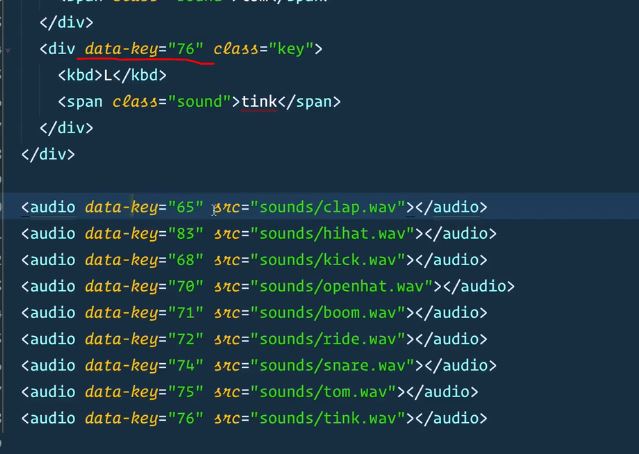 </div>
<div data-key="76" class="key">
<kbd>L</kbd>
<span class="sound">tink</span>
</div>
</div>
<audio data-key="65" src="sounds/clap.wav"></audio>
<audio data-key="83" src="sounds/hihat.wav"></audio>
<audio data-key="68" src="sounds/kick.wav"></audio>
<audio data-key="70" src="sounds/openhat.wav"></audio>
<audio data-key="71" src="sounds/boom.wav"></audio>
<audio data-key="72" src="sounds/ride.wav"></audio>
<audio data-key="74" src="sounds/snare.wav"></audio>
<audio data-key="75" src="sounds/tom.wav"></audio>
<audio data-key="76" src="sounds/tink.wav"></audio>